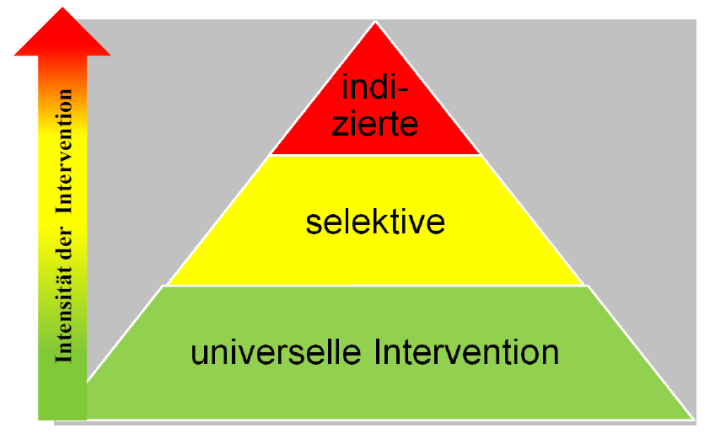 indi-
zierte
selektive
universelle Intervention
Intensität der Intervention